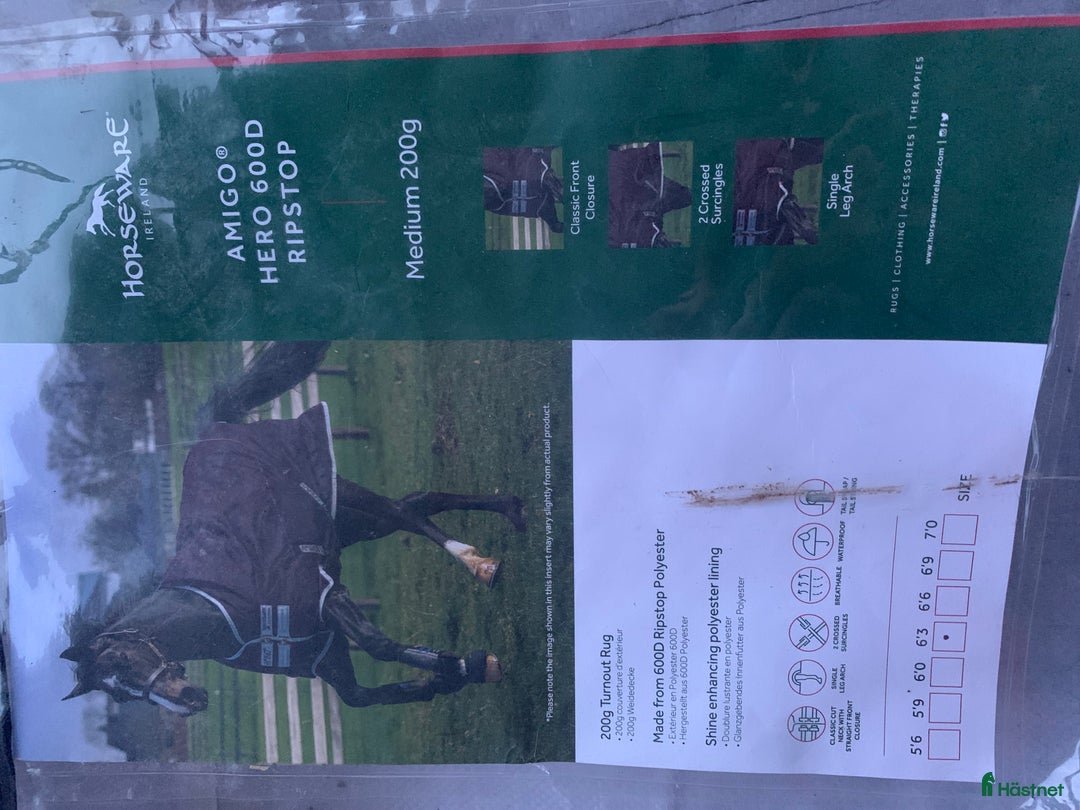 HORSEWARE®
IRELAND
AMIGO®
HERO 600D
RIPSTOP
Medium 200g
Classic Front
Closure
2 Crossed
Surcingles
Single
Leg Arch
RUGS | CLOTHING | ACCESSORIES | THERAPIES
www.horsewareireland.com |
*Please note the image shown in this insert may vary slightly from actual product.
200g Turnout Rug
• 200g couverture d'extérieur
• 200g Weidedecke
Made from 600D Ripstop Polyester
• Extérieur en Polyester 600D
• Hergestellt aus 600D Polyester
Shine enhancing polyester lining
• Doublure lustrante en polyester
• Glanzgebendes Innenfutter aus Polyester
CLASSIC CUT
NECK WITH
STRAIGHT FRONT
CLOSURE
SINGLE
LEG ARCH
2 CROSSED
SURCINGLES
BREATHABLE
WATERPROOF
TAIL /
TAIL
5'6 5'9 6'0 6'3 6'6 6'9 7'0
SIZE
Hästnet